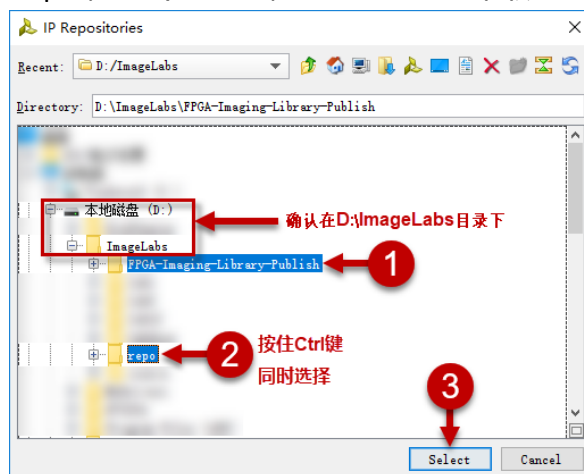 IP Repositories
Recent: D:/ImageLabs
Directory: D:\ImageLabs\FPGA-Imaging-Library-Publish
本地磁盘 (D:)
确认在D:\ImageLabs目录下
ImageLabs
FPGA-Imaging-Library-Publish
1
repo
2
按住Ctrl键
同时选择
3
Select
Cancel